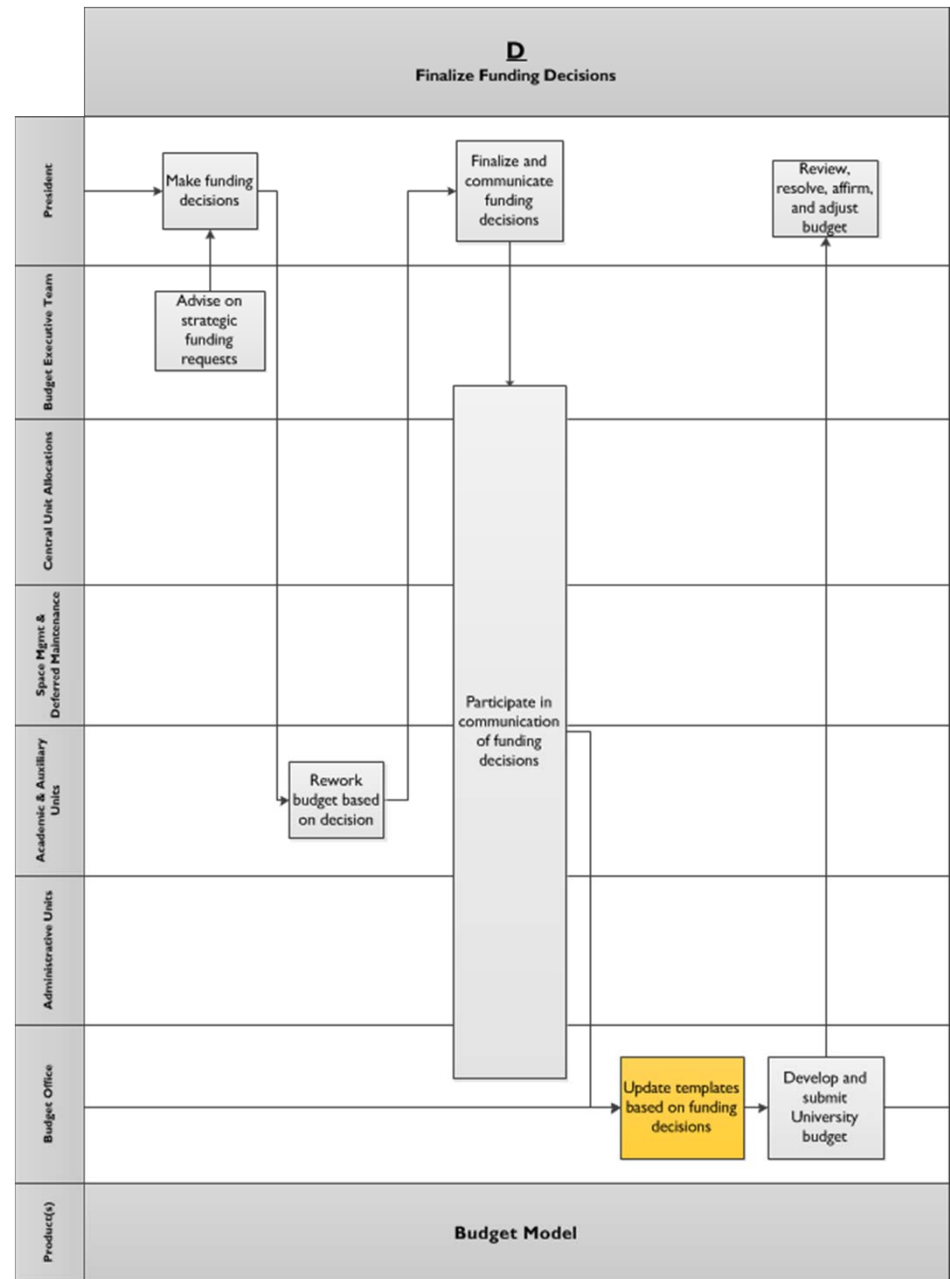 D
Finalize Funding Decisions
President
Make funding
decisions
Finalize and
communicate
funding
decisions
Review,
resolve, affirm,
and adjust
budget
Budget Executive Team
Advise on
strategic
funding
requests
Central Unit Allocations
Space Mgmt &
Deferred Maintenance
Participate in
communication
of funding
decisions
Academic & Auxiliary
Units
Rework
budget based
on decision
Administrative Units
Budget Office
Update templates
based on funding
decisions
Develop and
submit
University
budget
Product(s)
Budget Model